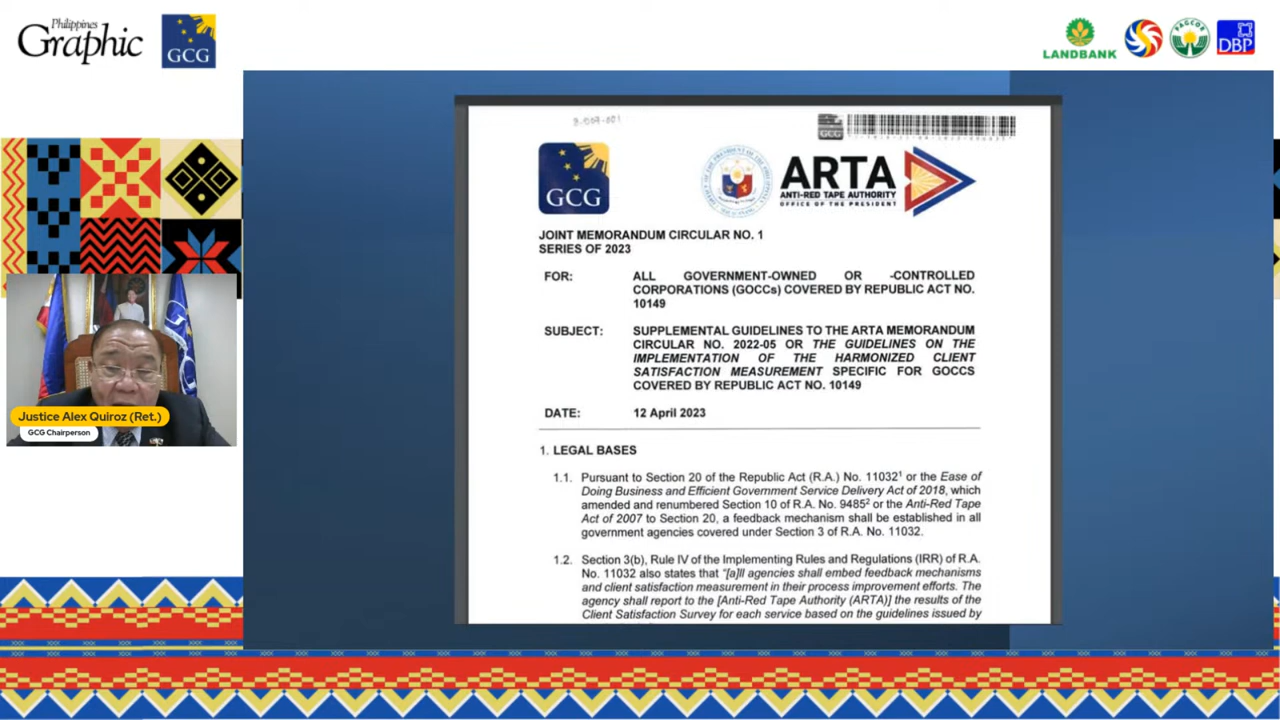 Philippines
Graphic
GCG
LANDBANK
PAGCOR
DBP
GCG
GCG
ARTA
ANTI-RED TAPE AUTHORITY
OFFICE OF THE PRESIDENT
JOINT MEMORANDUM CIRCULAR NO. 1
SERIES OF 2023
FOR: ALL GOVERNMENT-OWNED OR -CONTROLLED
CORPORATIONS (GOCCs) COVERED BY REPUBLIC ACT NO.
10149
SUBJECT: SUPPLEMENTAL GUIDELINES TO THE ARTA MEMORANDUM
CIRCULAR NO. 2022-05 OR THE GUIDELINES ON THE
IMPLEMENTATION OF THE HARMONIZED CLIENT
SATISFACTION MEASUREMENT SPECIFIC FOR GOCCS
COVERED BY REPUBLIC ACT NO. 10149
DATE: 12 April 2023
1. LEGAL BASES
1.1. Pursuant to Section 20 of the Republic Act (R.A.) No. 11032¹ or the Ease of
Doing Business and Efficient Government Service Delivery Act of 2018, which
amended and renumbered Section 10 of R.A. No. 9485² or the Anti-Red Tape
Act of 2007 to Section 20, a feedback mechanism shall be established in all
government agencies covered under Section 3 of R.A. No. 11032.
1.2. Section 3(b), Rule IV of the Implementing Rules and Regulations (IRR) of R.A.
No. 11032 also states that "[a]ll agencies shall embed feedback mechanisms
and client satisfaction measurement in their process improvement efforts. The
agency shall report to the [Anti-Red Tape Authority (ARTA)] the results of the
Client Satisfaction Survey for each service based on the guidelines issued by
Justice Alex Quiroz (Ret.)
GCG Chairperson